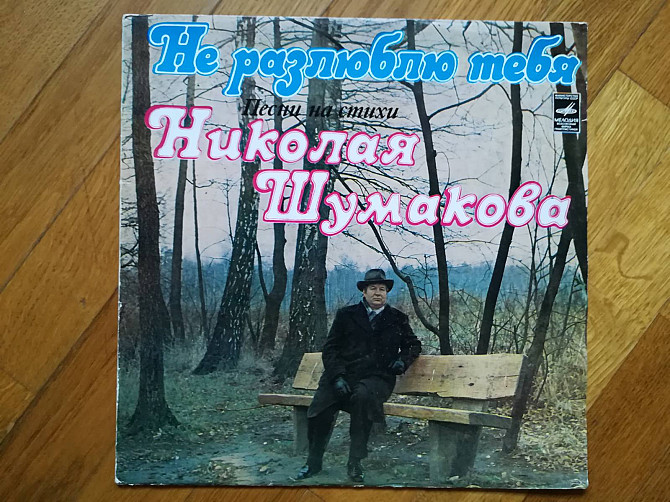 Не разлюблю тебя
Песни на стихи
Николая
Шумакова
МЕЛОДИЯ